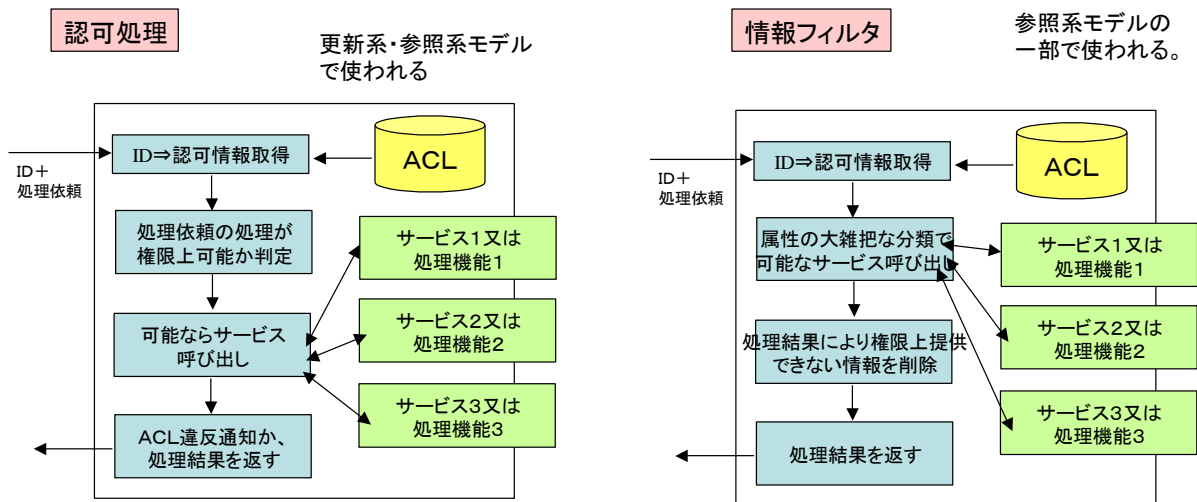 認可処理
更新系・参照系モデル
で使われる
ID＋
処理依頼
ID⇒認可情報取得
ACL
処理依頼の処理が
権限上可能か判定
可能ならサービス
呼び出し
ACL違反通知か、
処理結果を返す
サービス1又は
処理機能1
サービス2又は
処理機能2
サービス3又は
処理機能3
情報フィルタ
参照系モデルの
一部で使われる。
ID＋
処理依頼
ID⇒認可情報取得
ACL
属性の大雑把な分類で
可能なサービス呼び出し
処理結果により権限上提供
できない情報を削除
処理結果を返す
サービス1又は
処理機能1
サービス2又は
処理機能2
サービス3又は
処理機能3